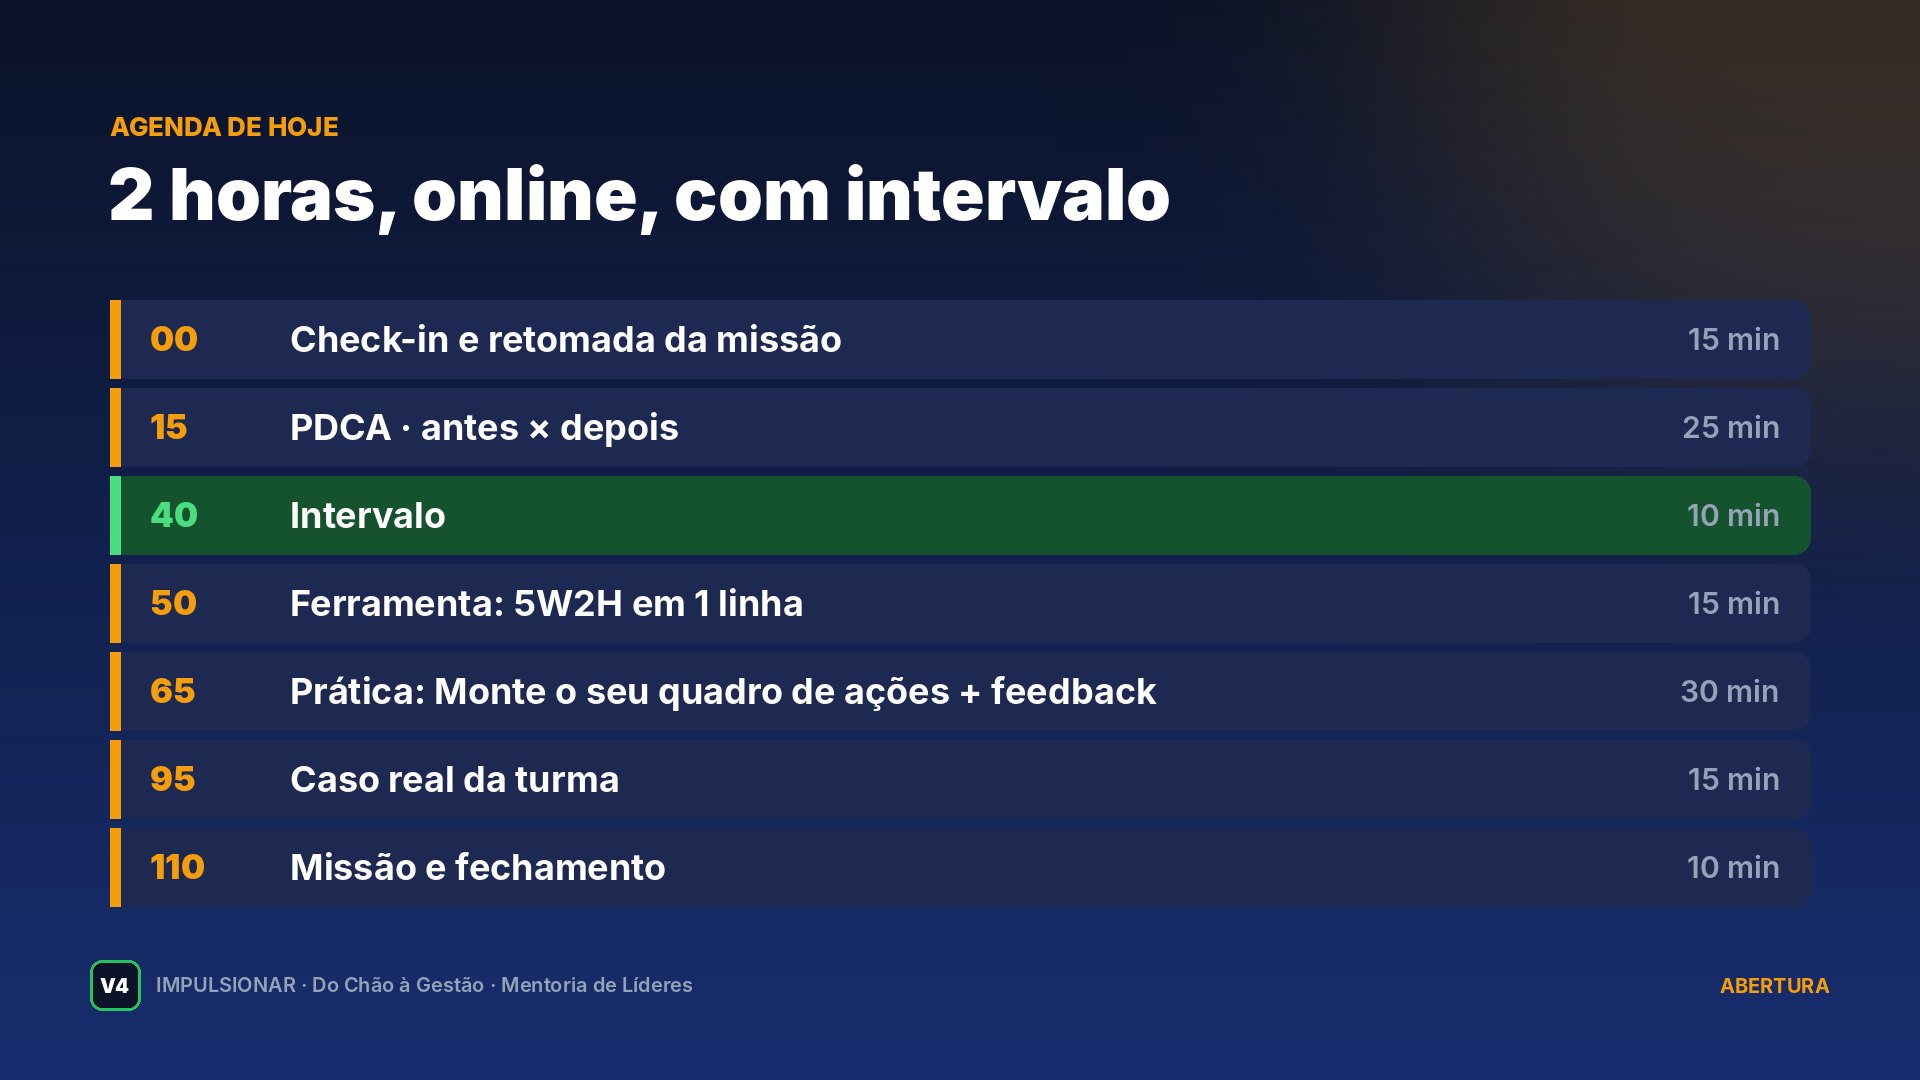 AGENDA DE HOJE
2 horas, online, com intervalo
00 Check-in e retomada da missão 15 min
15 PDCA · antes × depois 25 min
40 Intervalo 10 min
50 Ferramenta: 5W2H em 1 linha 15 min
65 Prática: Monte o seu quadro de ações + feedback 30 min
95 Caso real da turma 15 min
110 Missão e fechamento 10 min
V4 IMPULSIONAR · Do Chão à Gestão · Mentoria de Líderes ABERTURA